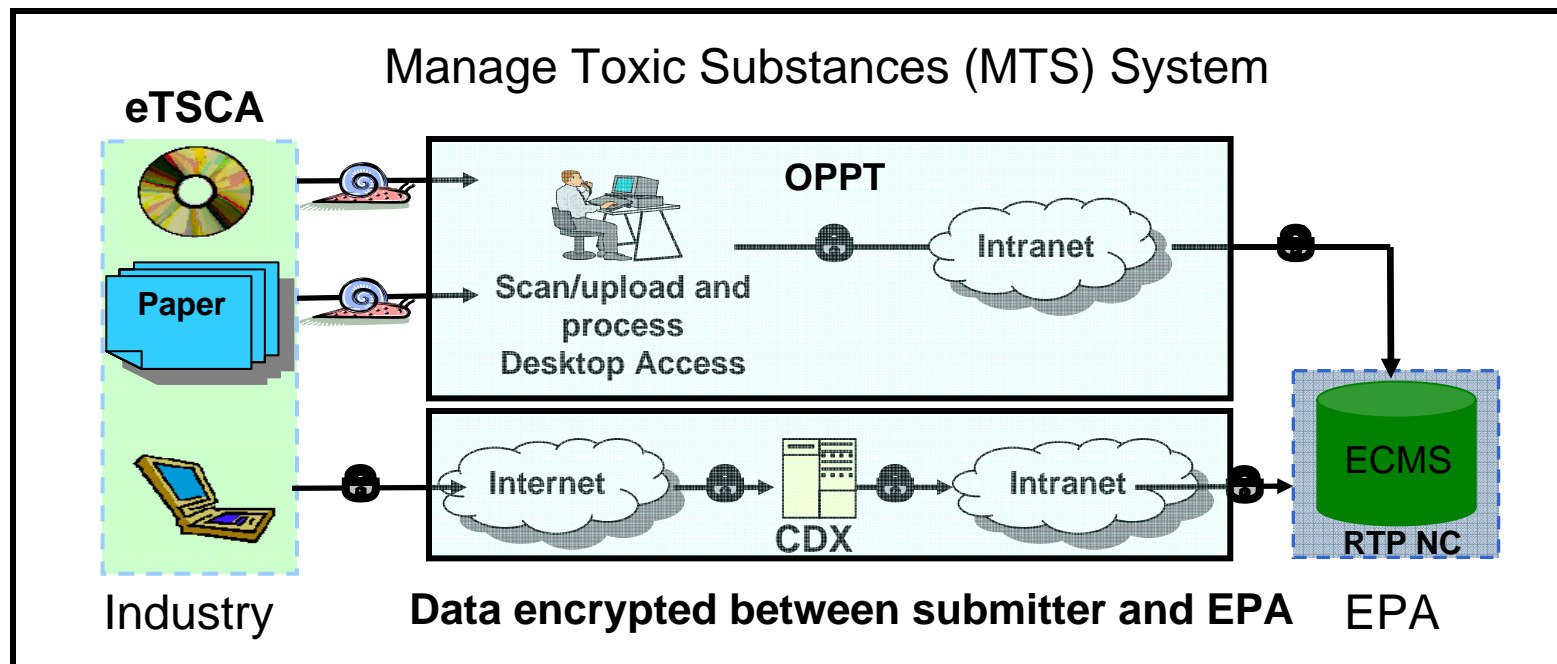 Manage Toxic Substances (MTS) System
eTSCA
OPPT
Paper
Scan/upload and
process
Desktop Access
Intranet
Internet
CDX
Intranet
ECMS
RTP NC
Industry
Data encrypted between submitter and EPA
EPA